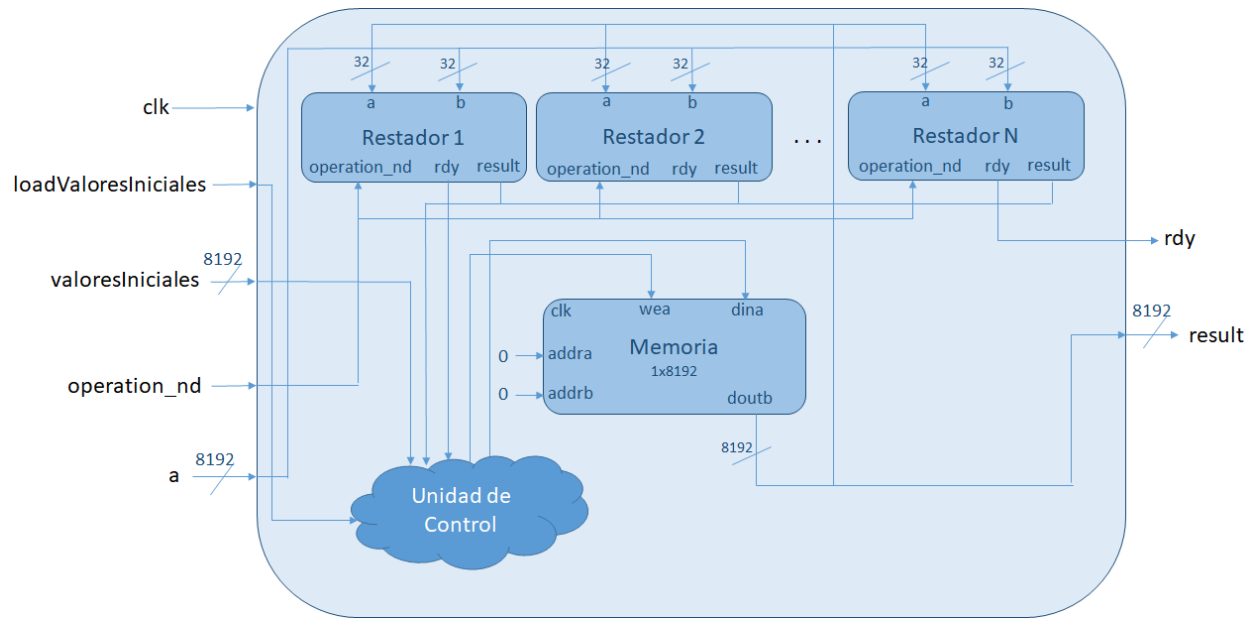 32
32
32
32
32
32
a
b
a
b
a
b
clk
Restador 1
Restador 2
. . .
Restador N
operation_nd
rdy
result
operation_nd
rdy
result
operation_nd
rdy
result
loadValoresIniciales
rdy
8192
valoresIniciales
clk
wea
dina
8192
result
0
addra
Memoria
1x8192
operation_nd
0
addrb
doutb
8192
8192
a
Unidad de
Control